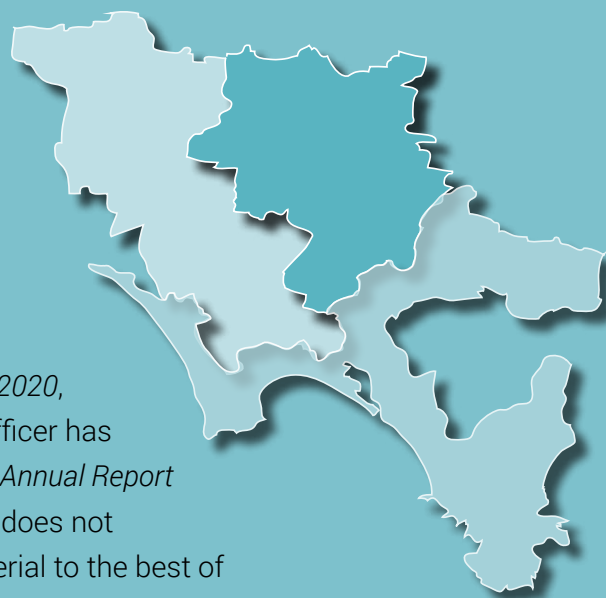 2020,
fficer has
Annual Report
does not
erial to the best of